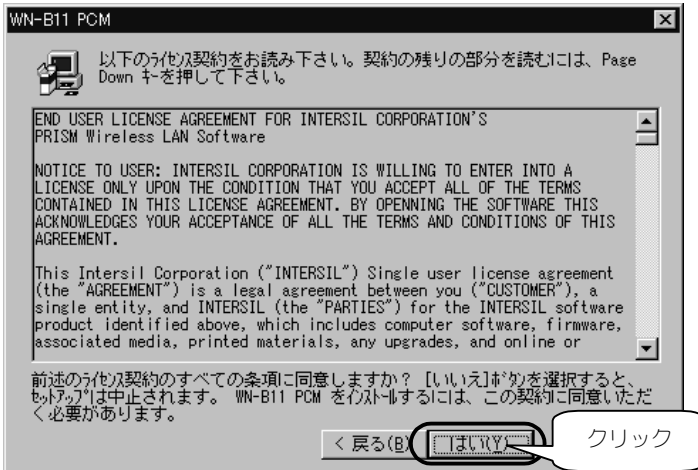 WN-B11 PCM
以下のﾗｲｾﾝｽ契約をお読み下さい。契約の残りの部分を読むには、Page
Down キーを押して下さい。
END USER LICENSE AGREEMENT FOR INTERSIL CORPORATION'S
PRISM Wireless LAN Software
NOTICE TO USER: INTERSIL CORPORATION IS WILLING TO ENTER INTO A
LICENSE ONLY UPON THE CONDITION THAT YOU ACCEPT ALL OF THE TERMS
CONTAINED IN THIS LICENSE AGREEMENT. BY OPENNING THE SOFTWARE THIS
ACKNOWLEDGES YOUR ACCEPTANCE OF ALL THE TERMS AND CONDITIONS OF THIS
AGREEMENT.
This Intersil Corporation ("INTERSIL") Single user license agreement
(the "AGREEMENT") is a legal agreement between you ("CUSTOMER"), a
single entity, and INTERSIL (the "PARTIES") for the INTERSIL software
product identified above, which includes computer software, firmware,
associated media, printed materials, any upgrades, and online or
前述のﾗｲｾﾝｽ契約のすべての条項に同意しますか? [いいえ]ﾎﾞﾀﾝを選択すると、
ｾｯﾄｱｯﾌﾟは中止されます。 WN-B11 PCM をｲﾝｽﾄｰﾙするには、この契約に同意いただ
く必要があります。
< 戻る(B)
はい(Y)
クリック